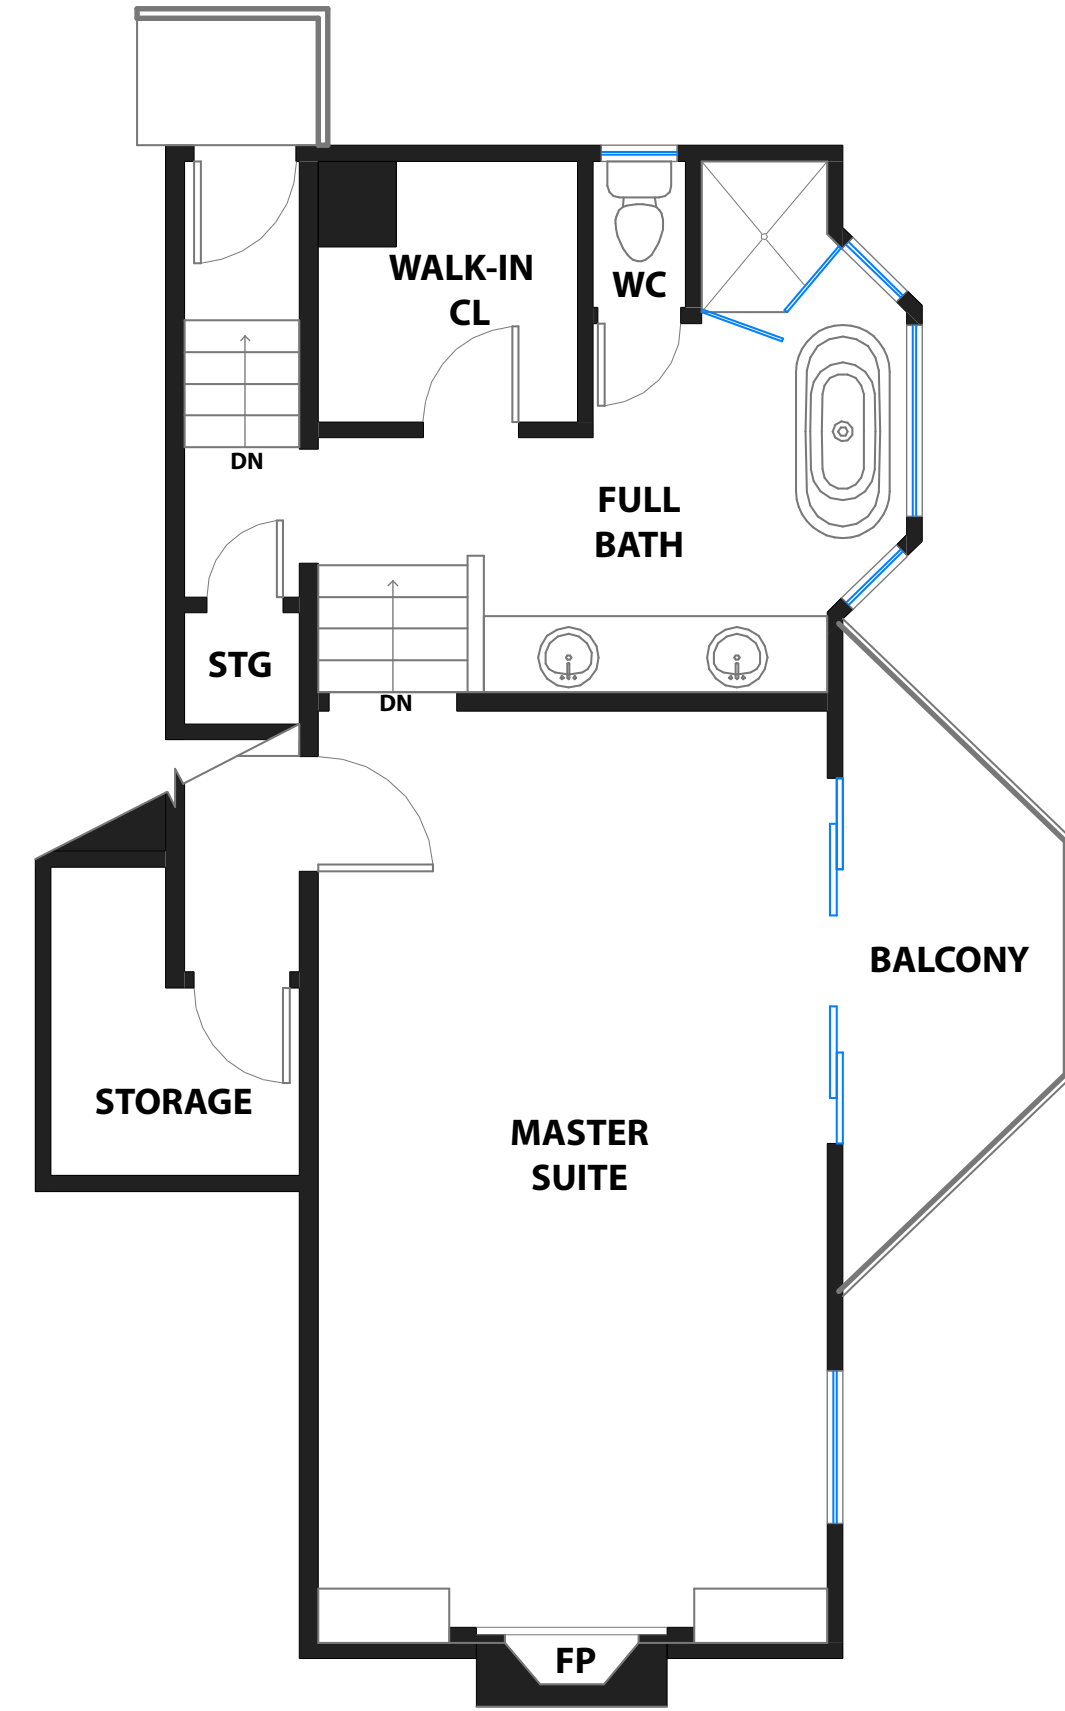 WALK-IN
CL
WC
DN
FULL
BATH
STG
DN
BALCONY
STORAGE
MASTER
SUITE
FP